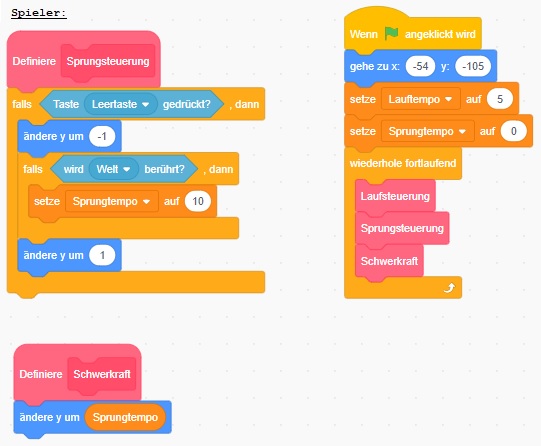 Spieler:
Definiere Sprungsteuerung
falls Taste Leertaste gedrückt? , dann
ändere y um -1
falls wird Welt berührt? , dann
setze Sprungtempo auf 10
ändere y um 1
Definiere Schwerkraft
ändere y um Sprungtempo
Wenn angeklickt wird
gehe zu x: -54 y: -105
setze Lauftempo auf 5
setze Sprungtempo auf 0
wiederhole fortlaufend
Laufsteuerung
Sprungsteuerung
Schwerkraft